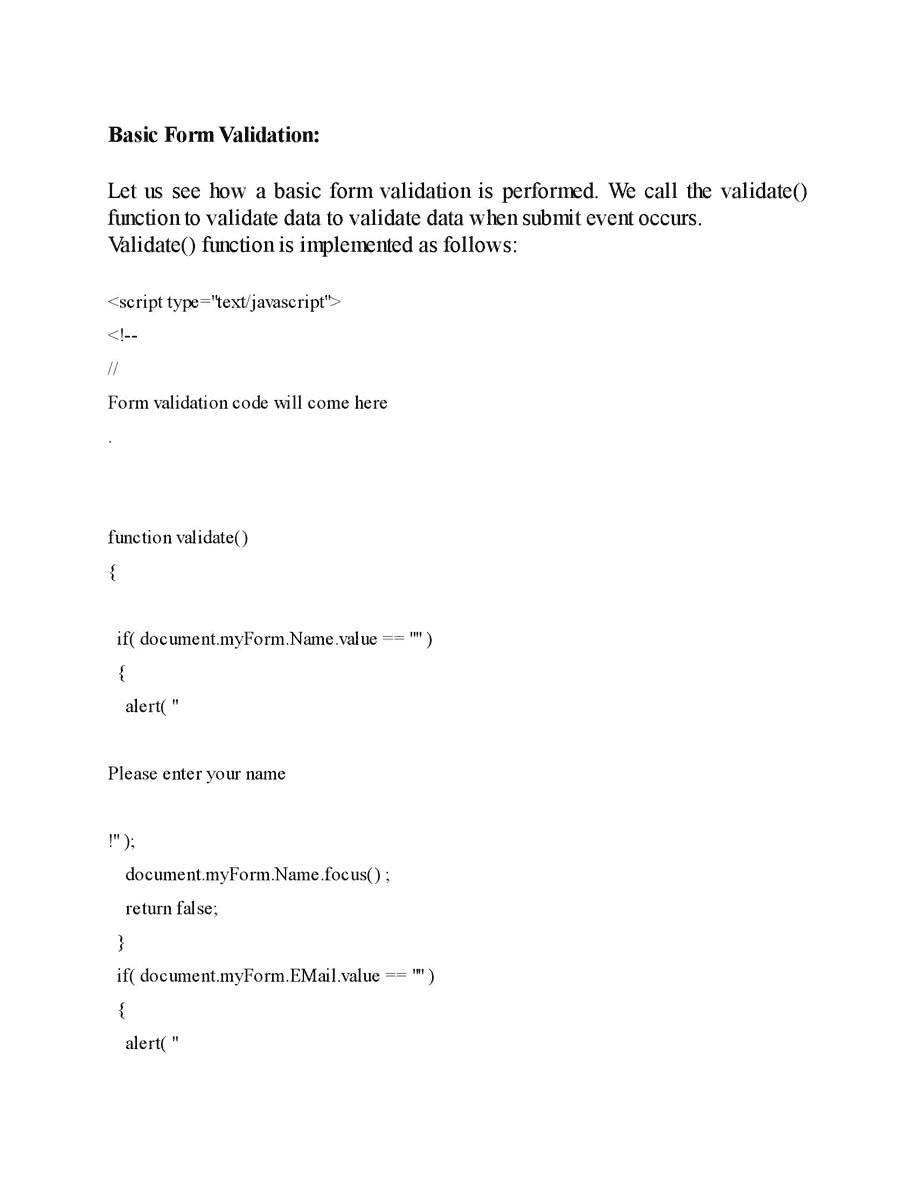 Basic Form Validation:
Let us see how a basic form validation is performed. We call the validate()
function to validate data to validate data when submit event occurs.
Validate() function is implemented as follows:
<script type="text/javascript">
<!--
//
Form validation code will come here
.
function validate()
{
if( document.myForm.Name.value == "" )
{
alert( "
Please enter your name
!" );
document.myForm.Name.focus() ;
return false;
}
if( document.myForm.EMail.value == "" )
{
alert( "